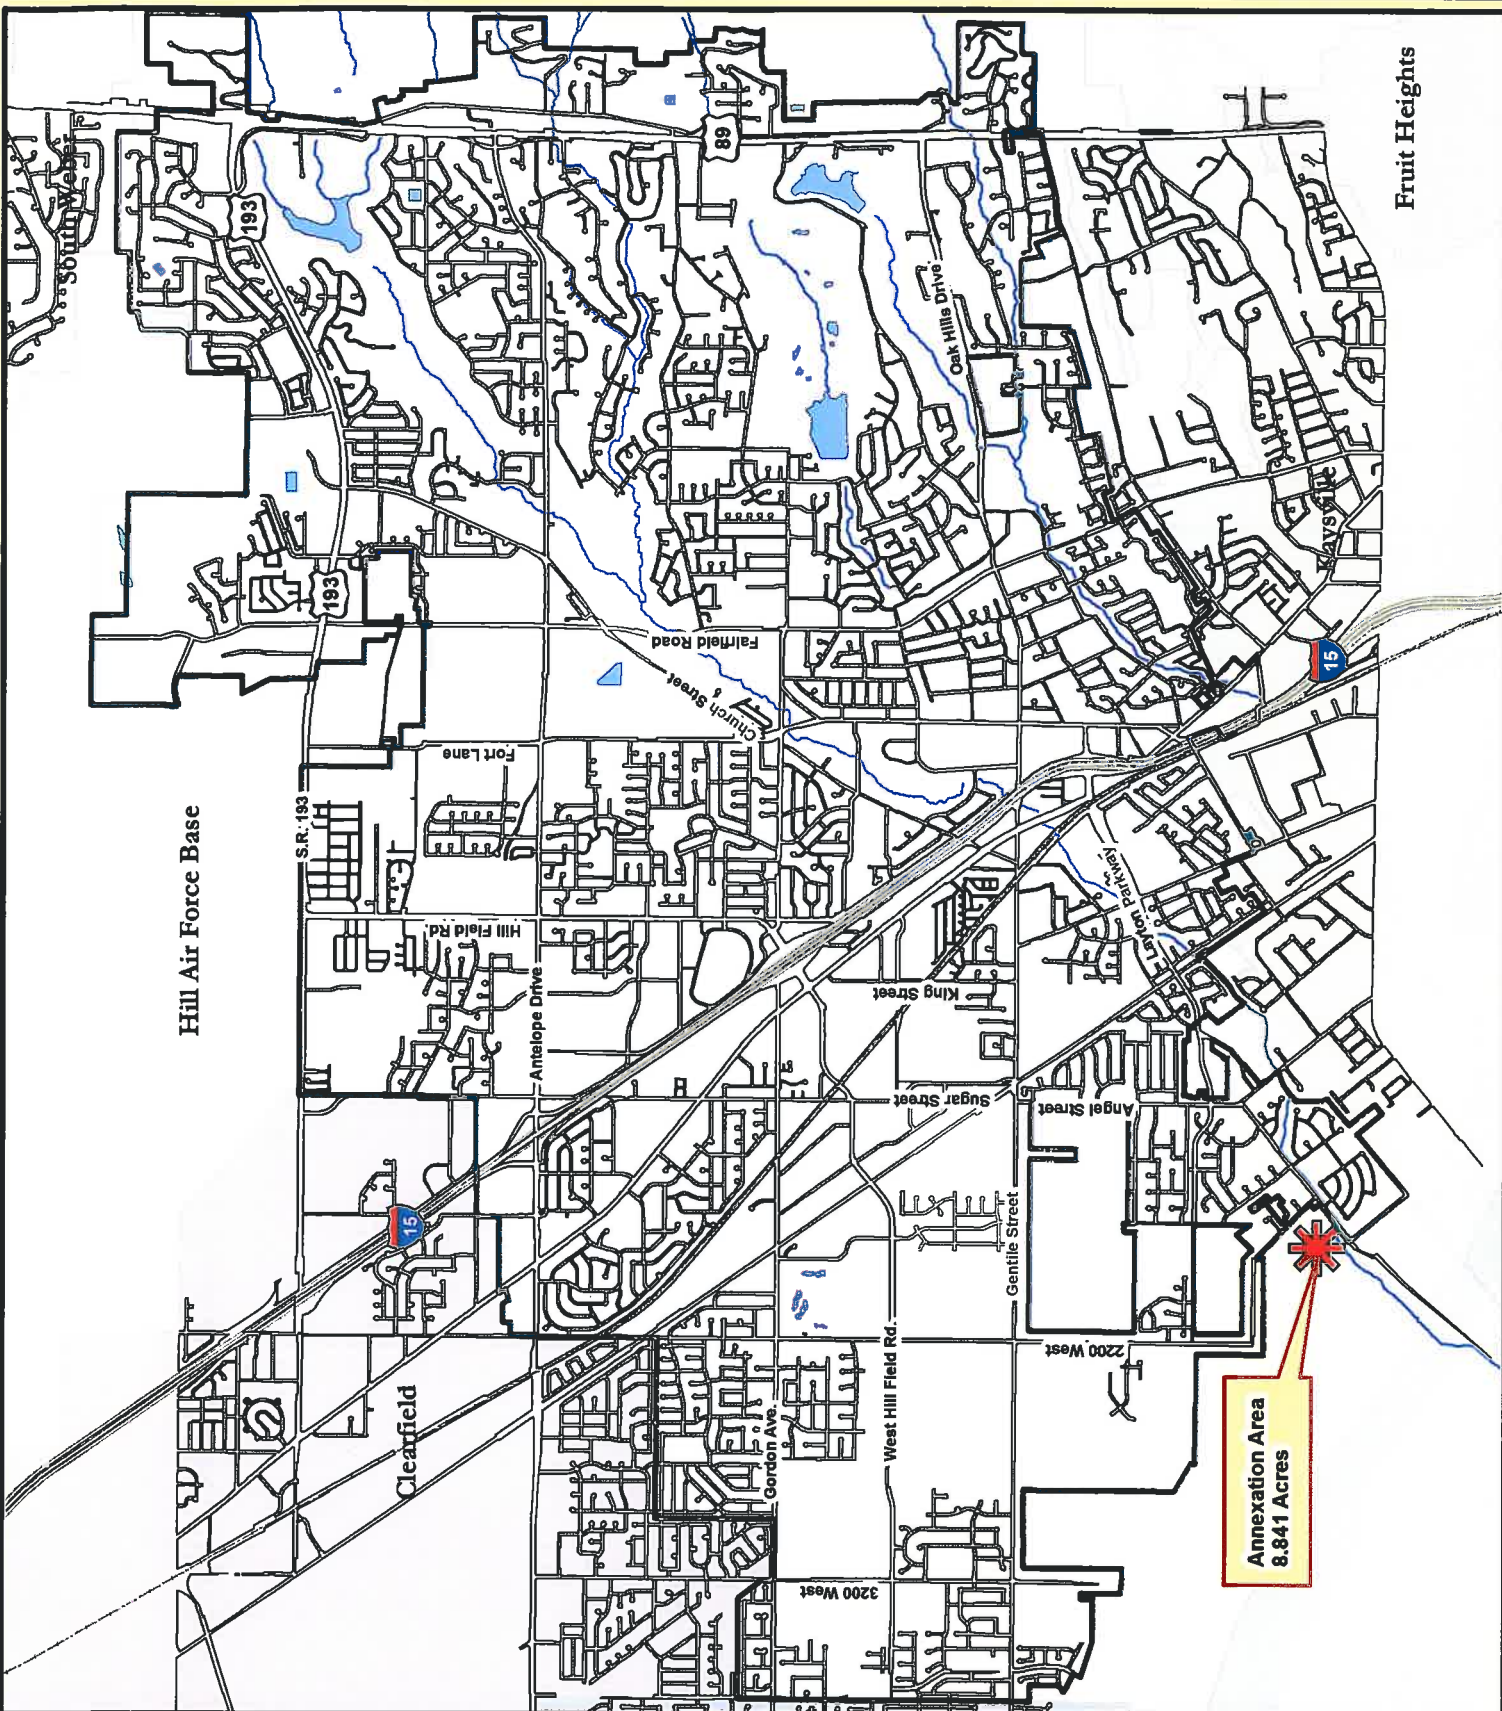 South Weber
Fruit Heights
89
193
Oak Hills Drive
Kaysville
193
Fairfield Road
15
Church Street
Fort Lane
S.R. 193
Hill Air Force Base
Layton Parkway
Hill Field Rd.
Antelope Drive
King Street
Sugar Street
Angel Street
15
Gentile Street
2200 West
West Hill Field Rd.
Clearfield
Gordon Ave.
3200 West
Annexation Area
8.841 Acres